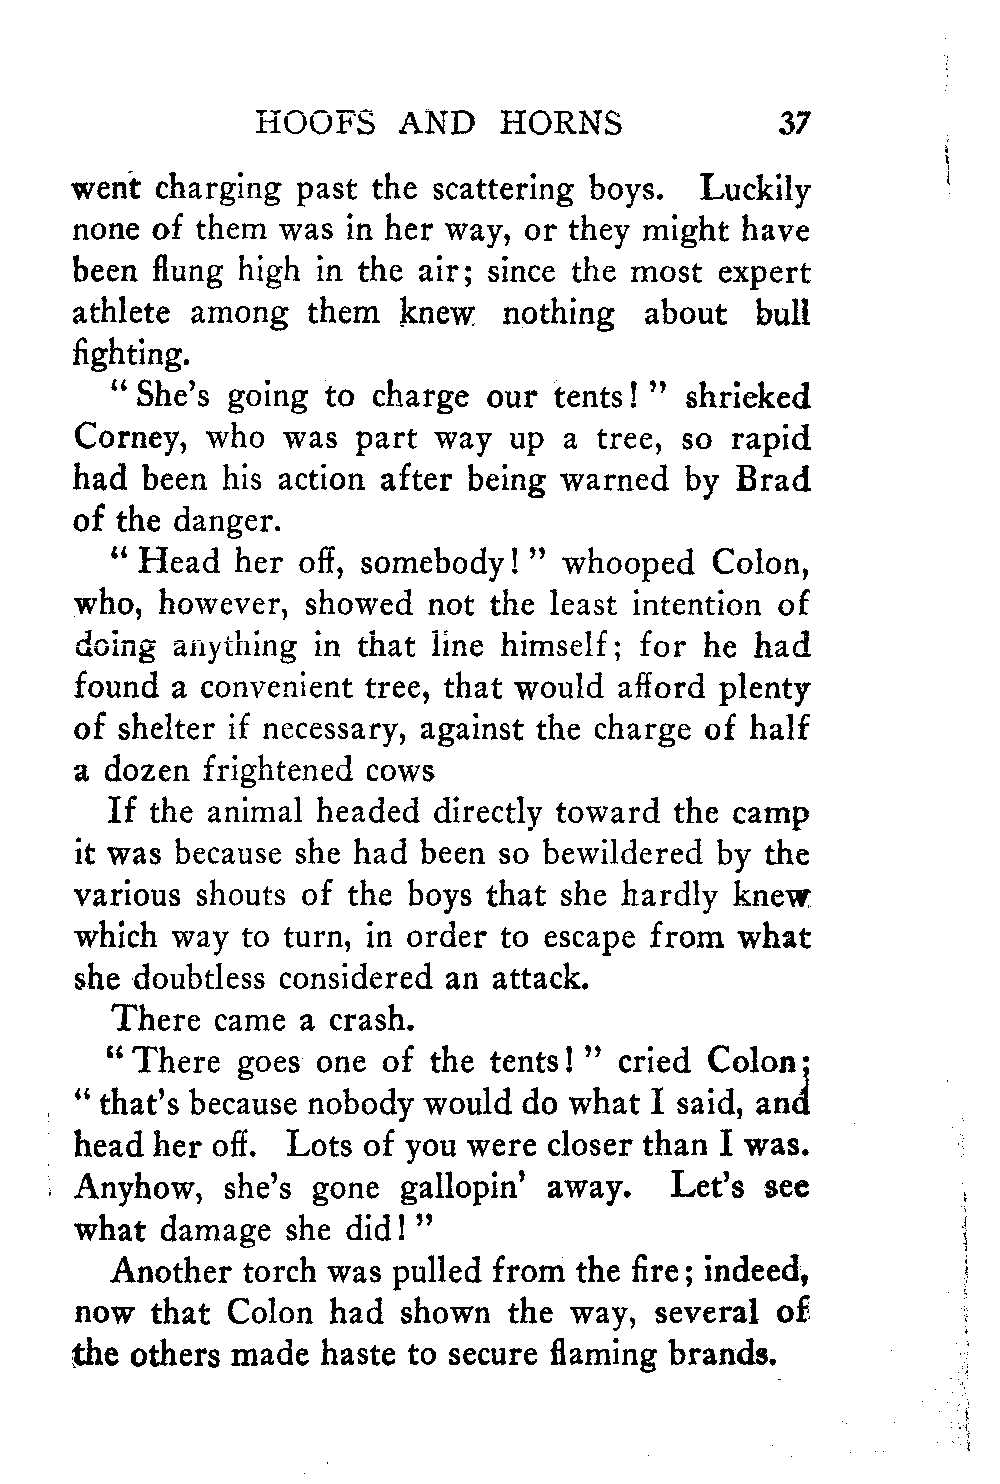 HOOFS AND HORNS 37
went charging past the scattering boys. Luckily
none of them was in her way, or they might have
been flung high in the air; since the most expert
athlete among them knew nothing about bull
fighting.
"She's going to charge our tents!" shrieked
Corney, who was part way up a tree, so rapid
had been his action after being warned by Brad
of the danger.
"Head her off, somebody!" whooped Colon,
who, however, showed not the least intention of
doing anything in that line himself; for he had
found a convenient tree, that would afford plenty
of shelter if necessary, against the charge of half
a dozen frightened cows
If the animal headed directly toward the camp
it was because she had been so bewildered by the
various shouts of the boys that she hardly knew
which way to turn, in order to escape from what
she doubtless considered an attack.
There came a crash.
"There goes one of the tents!" cried Colon;
"that's because nobody would do what I said, and
head her off. Lots of you were closer than I was.
Anyhow, she's gone gallopin' away. Let's see
what damage she did!"
Another torch was pulled from the fire; indeed,
now that Colon had shown the way, several of
the others made haste to secure flaming brands.